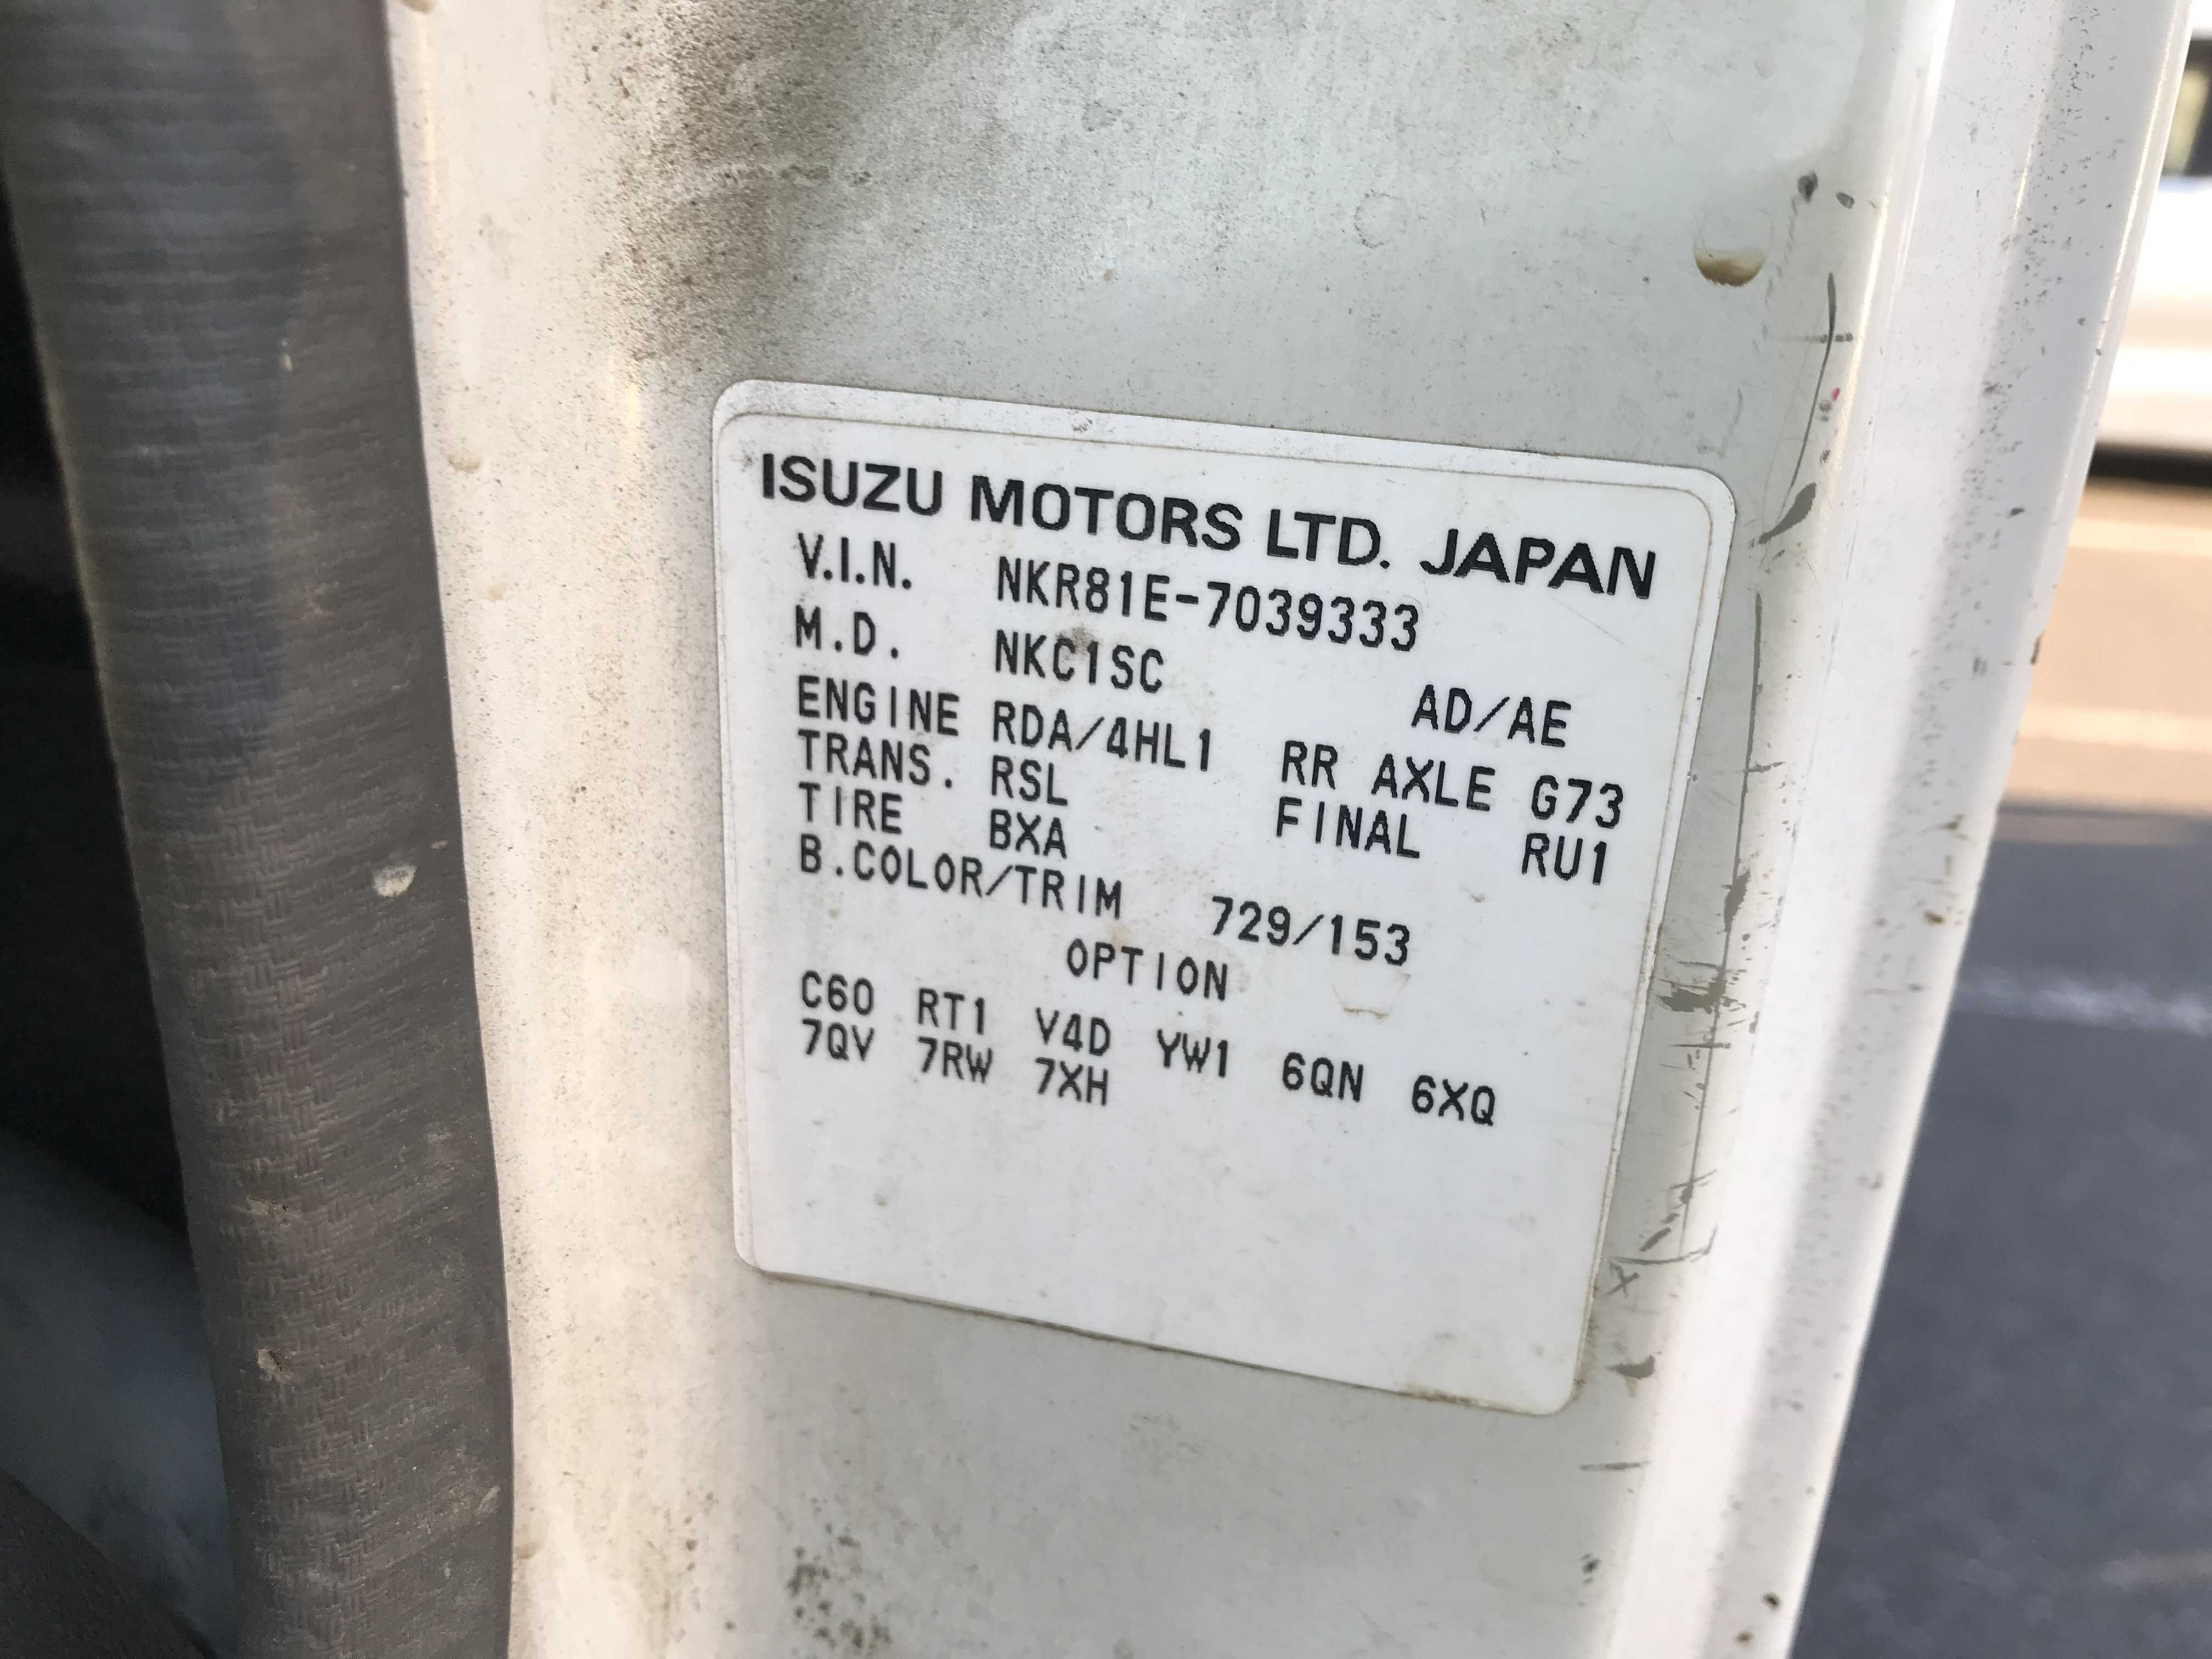 ISUZU MOTORS LTD. JAPAN
V.I.N. NKR81E-7039333
M.D. NKC1SC AD/AE
ENGINE RDA/4HL1 RR AXLE G73
TRANS. RSL FINAL RU1
TIRE BXA
B.COLOR/TRIM 729/153
OPTION
C60 RT1 V4D YW1 6QN 6XQ
7QV 7RW 7XH